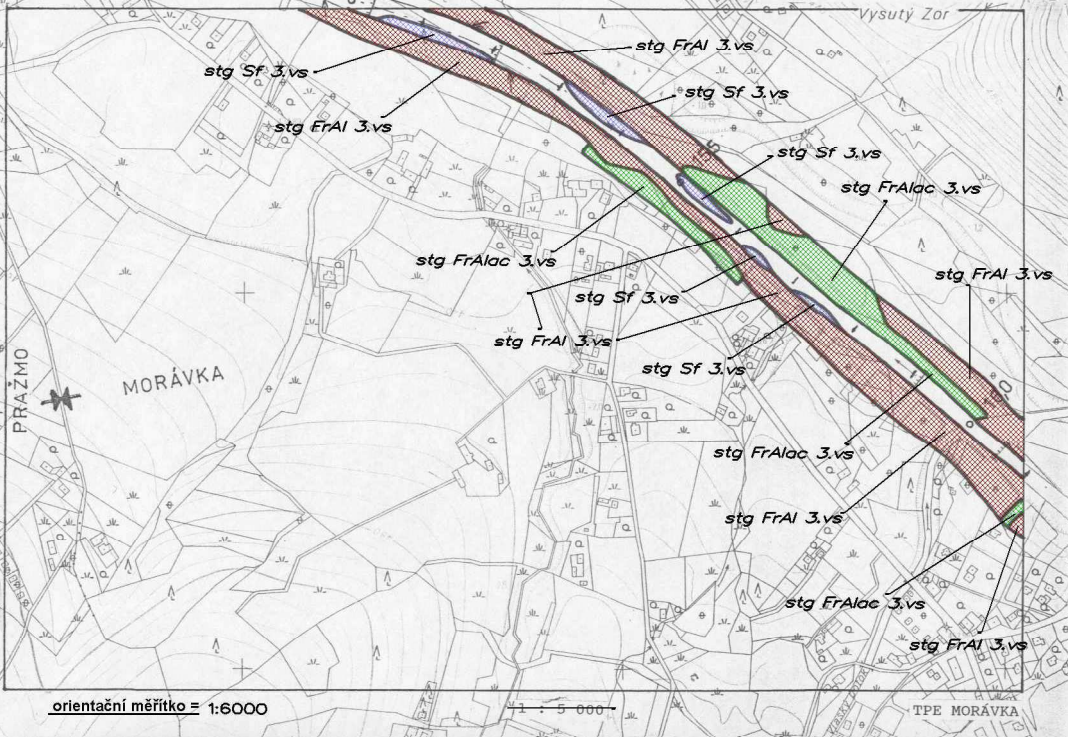 Vysutý Zor
stg FrAl 3.vs
stg Sf 3.vs
stg Sf 3.vs
stg FrAl 3.vs
stg Sf 3.vs
stg FrAlac 3.vs
stg FrAlac 3.vs
stg FrAl 3.vs
stg Sf 3.vs
stg FrAl 3.vs
stg Sf 3.vs
PRAŽMO
MORÁVKA
stg FrAlac 3.vs
stg FrAl 3.vs
stg FrAlac 3.vs
stg FrAl 3.vs
orientační měřítko = 1:6000
1 : 5 000
TPE MORÁVKA